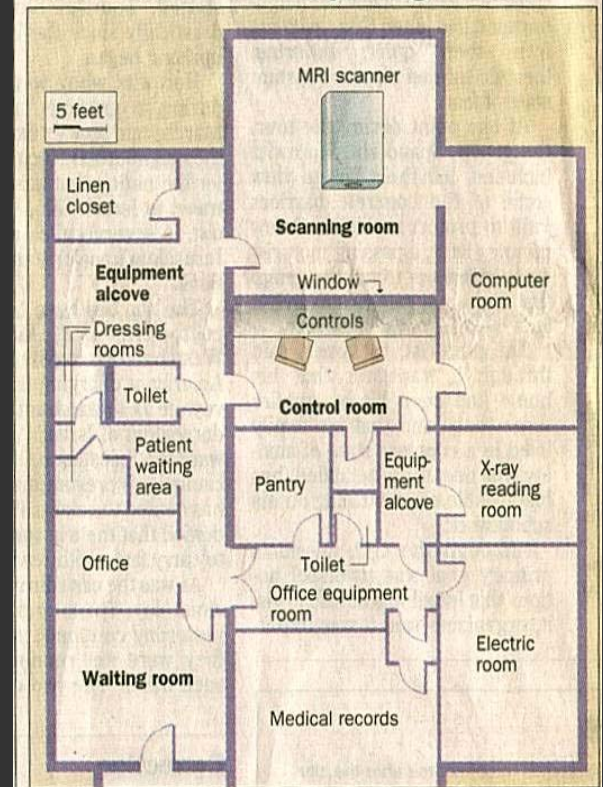 MRI scanner
5 feet
Linen
closet
Scanning room
Equipment
alcove
Window
Computer
room
Controls
Dressing
rooms
Toilet
Control room
Patient
waiting
area
Pantry
Equip-
ment
alcove
X-ray
reading
room
Office
Toilet
Office equipment
room
Waiting room
Electric
room
Medical records